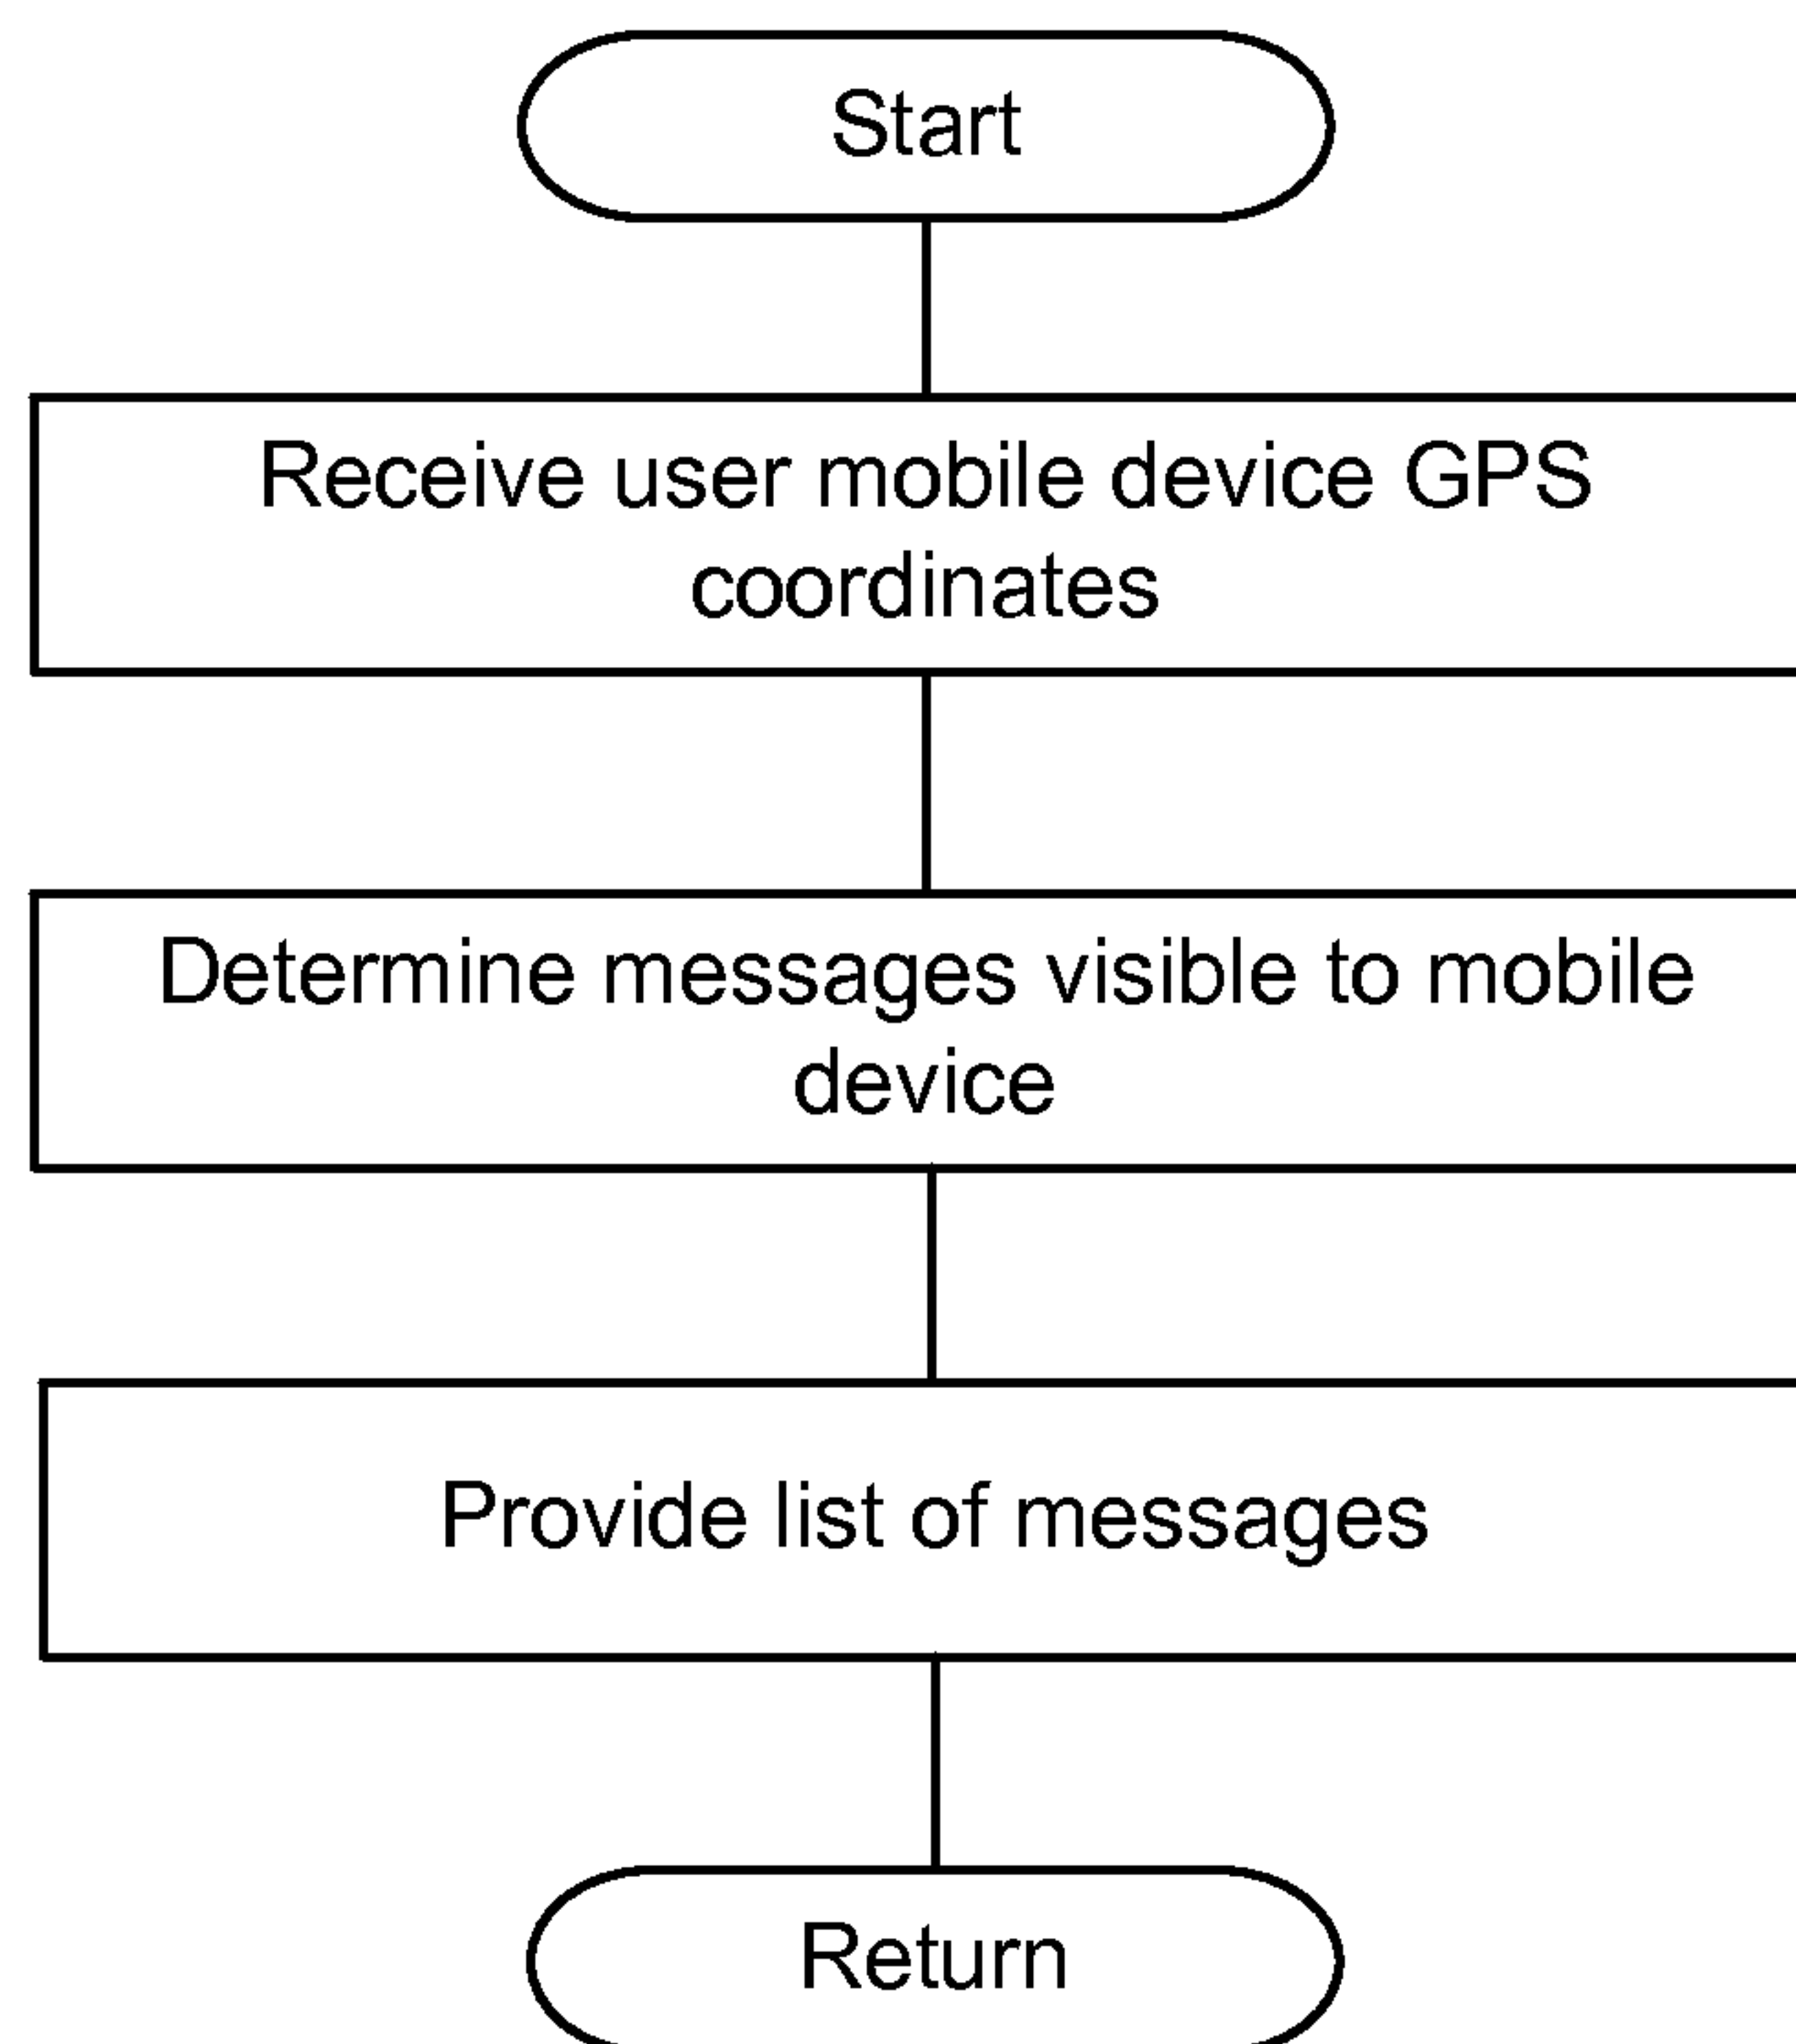 Start
Receive user mobile device GPS
coordinates
Determine messages visible to mobile
device
Provide list of messages
Return